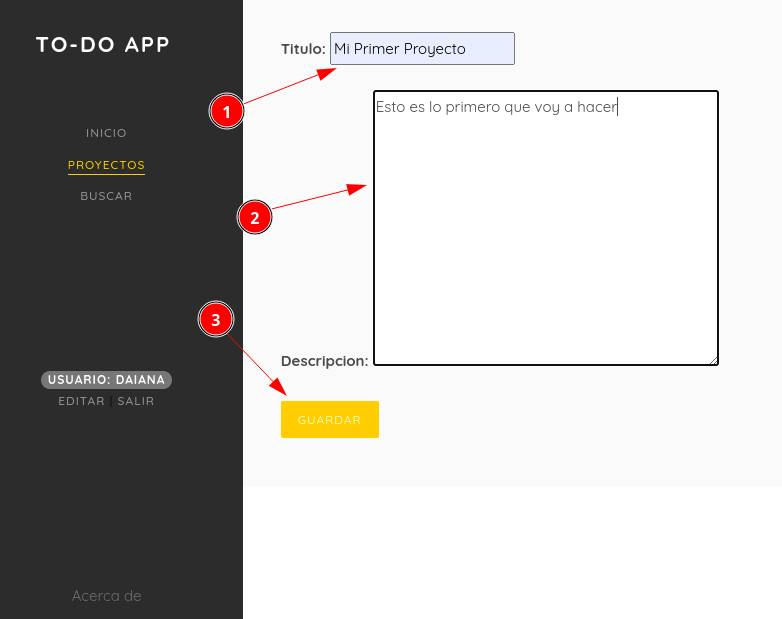 TO-DO APP
INICIO
PROYECTOS
BUSCAR
USUARIO: DAIANA
EDITAR | SALIR
Acerca de
Titulo: Mi Primer Proyecto
1
Esto es lo primero que voy a hacer
2
Descripcion:
3
GUARDAR